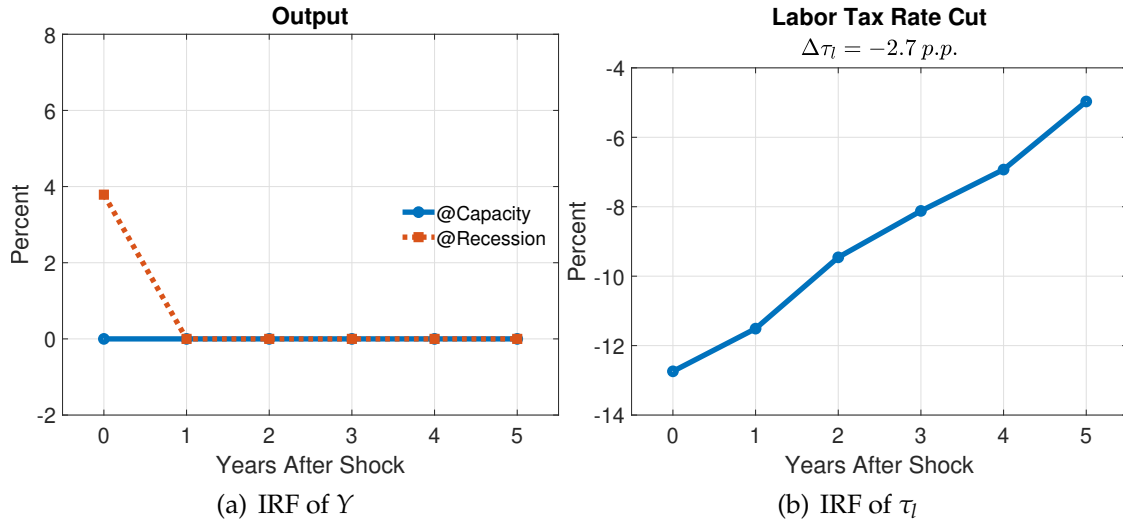 Output
8
6
4
2
0
-2
Percent
@Capacity
@Recession
0 1 2 3 4 5
Years After Shock
(a) IRF of Y
Labor Tax Rate Cut
Δτ_l = −2.7 p.p.
-4
-6
-8
-10
-12
-14
Percent
0 1 2 3 4 5
Years After Shock
(b) IRF of τ_l